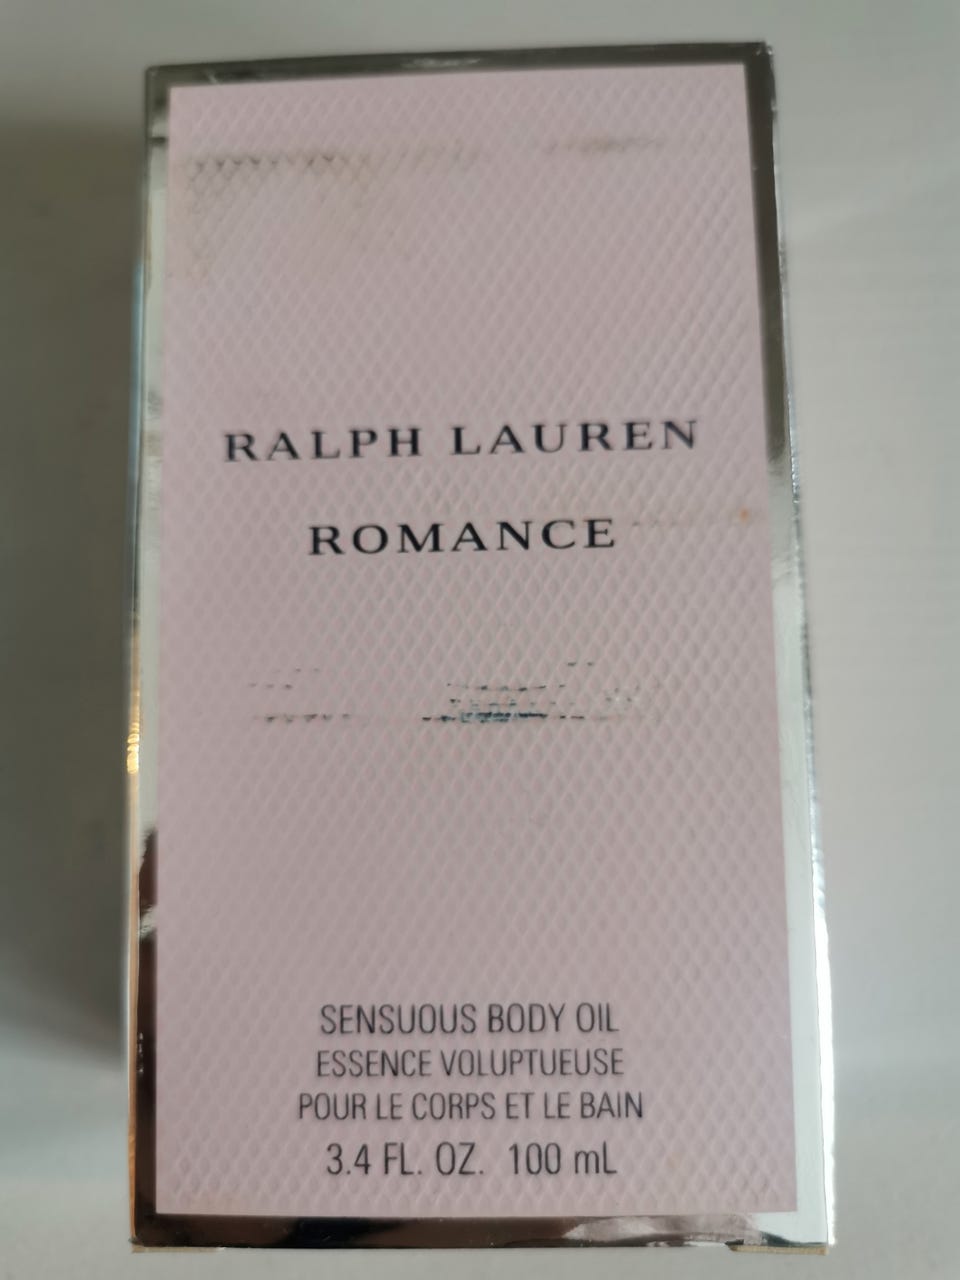 RALPH LAUREN
ROMANCE
SENSUOUS BODY OIL
ESSENCE VOLUPTUEUSE
POUR LE CORPS ET LE BAIN
3.4 FL. OZ. 100 mL